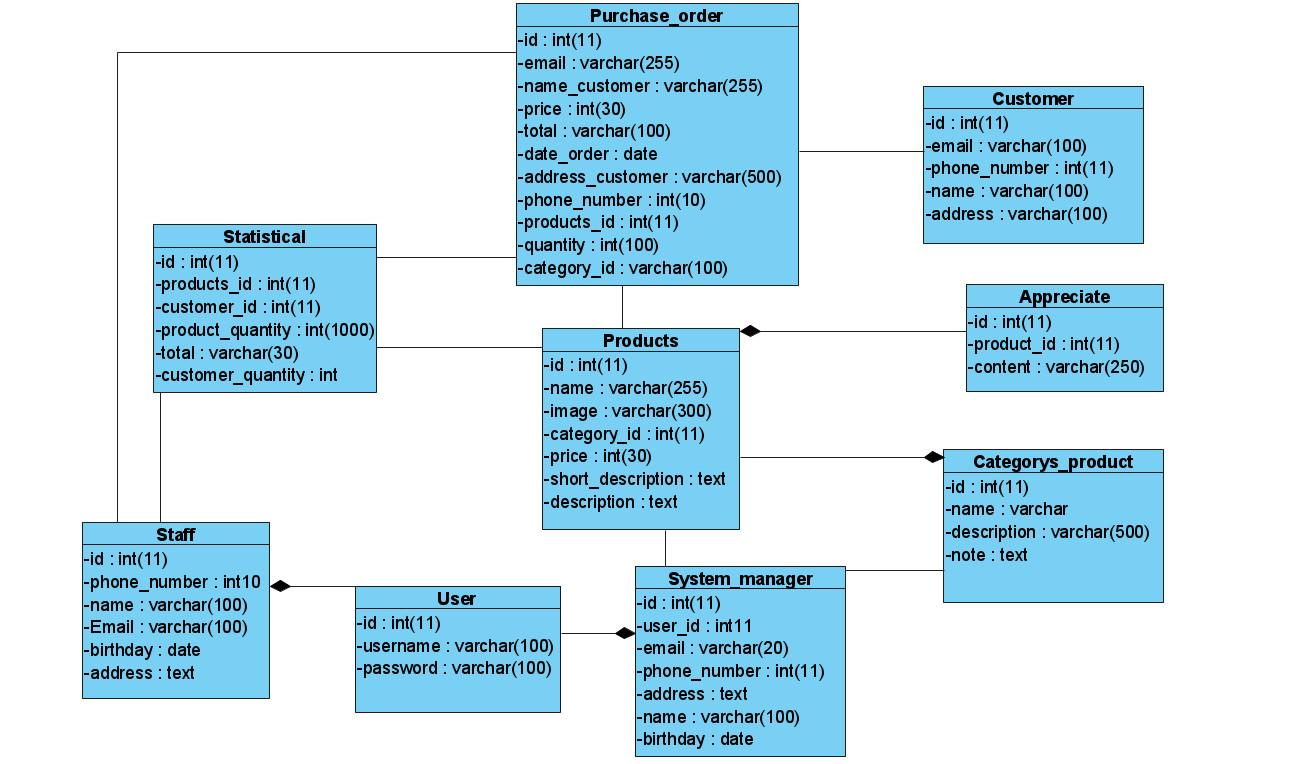 Purchase_order
-id : int(11)
-email : varchar(255)
-name_customer : varchar(255)
-price : int(30)
-total : varchar(100)
-date_order : date
-address_customer : varchar(500)
-phone_number : int(10)
-products_id : int(11)
-quantity : int(100)
-category_id : varchar(100)
Customer
-id : int(11)
-email : varchar(100)
-phone_number : int(11)
-name : varchar(100)
-address : varchar(100)
Statistical
-id : int(11)
-products_id : int(11)
-customer_id : int(11)
-product_quantity : int(1000)
-total : varchar(30)
-customer_quantity : int
Appreciate
-id : int(11)
-product_id : int(11)
-content : varchar(250)
Products
-id : int(11)
-name : varchar(255)
-image : varchar(300)
-category_id : int(11)
-price : int(30)
-short_description : text
-description : text
Categorys_product
-id : int(11)
-name : varchar
-description : varchar(500)
-note : text
Staff
-id : int(11)
-phone_number : int10
-name : varchar(100)
-Email : varchar(100)
-birthday : date
-address : text
User
-id : int(11)
-username : varchar(100)
-password : varchar(100)
System_manager
-id : int(11)
-user_id : int11
-email : varchar(20)
-phone_number : int(11)
-address : text
-name : varchar(100)
-birthday : date